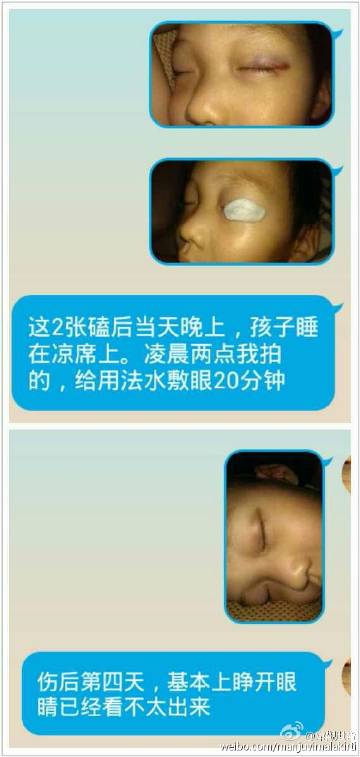 这2张磕后当天晚上，孩子睡
在凉席上。凌晨两点我拍
的，给用法水敷眼20分钟
伤后第四天，基本上睁开眼
睛已经看不太出来
weibo.com/manjuvimalakirti